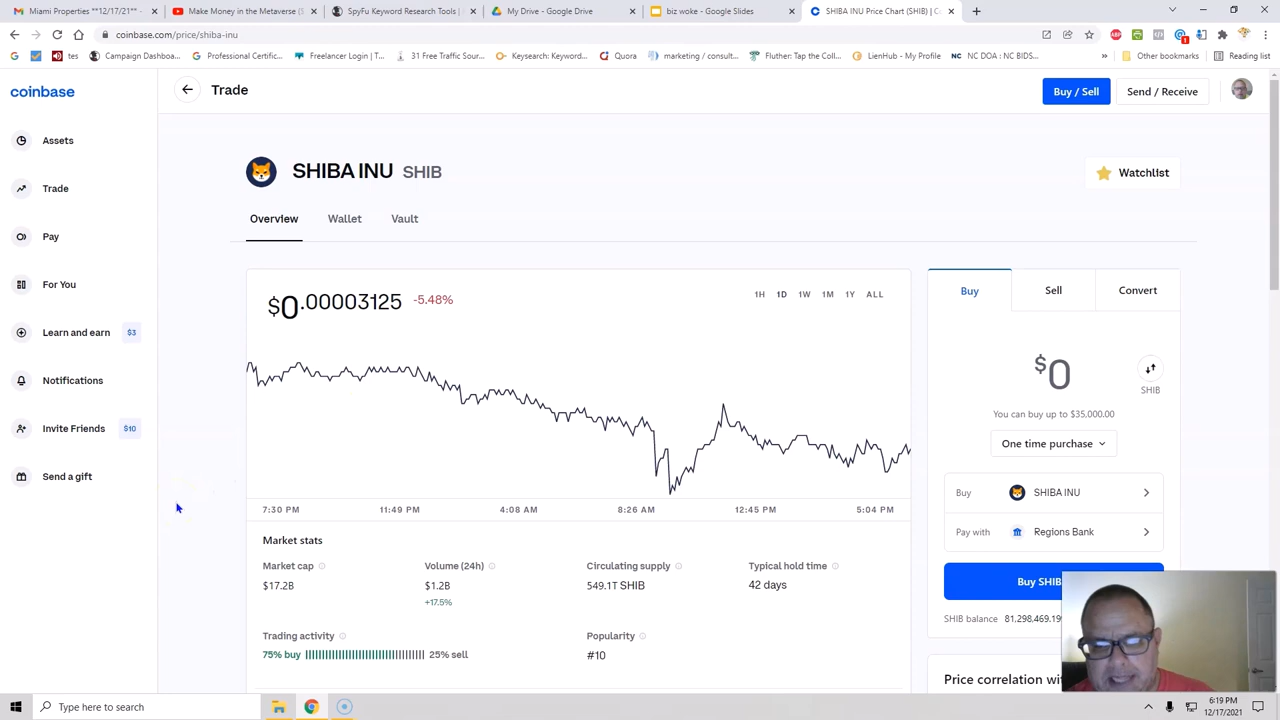 Miami Properties **12/17/21**
Make Money in the Metaverse ($
SpyFu Keyword Research Tools |
My Drive - Google Drive
biz woke - Google Slides
SHIBA INU Price Chart (SHIB) | C
coinbase.com/price/shiba-inu
tes
Campaign Dashboa...
Professional Certific...
Freelancer Login | T...
31 Free Traffic Sour...
Keysearch: Keyword...
Quora
marketing / consult...
Fluther: Tap the Coll...
LienHub - My Profile
NC DOA : NC BIDS...
»
Other bookmarks
Reading list
coinbase
Trade
Buy / Sell
Send / Receive
Assets
Trade
Pay
For You
Learn and earn $3
Notifications
Invite Friends $10
Send a gift
SHIBA INU SHIB
Watchlist
Overview Wallet Vault
$0.00003125 -5.48%
1H 1D 1W 1M 1Y ALL
7:30 PM 11:49 PM 4:08 AM 8:26 AM 12:45 PM 5:04 PM
Market stats
Market cap Volume (24h) Circulating supply Typical hold time
$17.2B $1.2B 549.1T SHIB 42 days
+17.5%
Trading activity Popularity
75% buy 25% sell #10
Buy Sell Convert
$0
SHIB
You can buy up to $35,000.00
One time purchase
Buy SHIBA INU
Pay with Regions Bank
Buy SHIB
SHIB balance 81,298,469.19
Price correlation wi
Type here to search
6:19 PM
12/17/2021